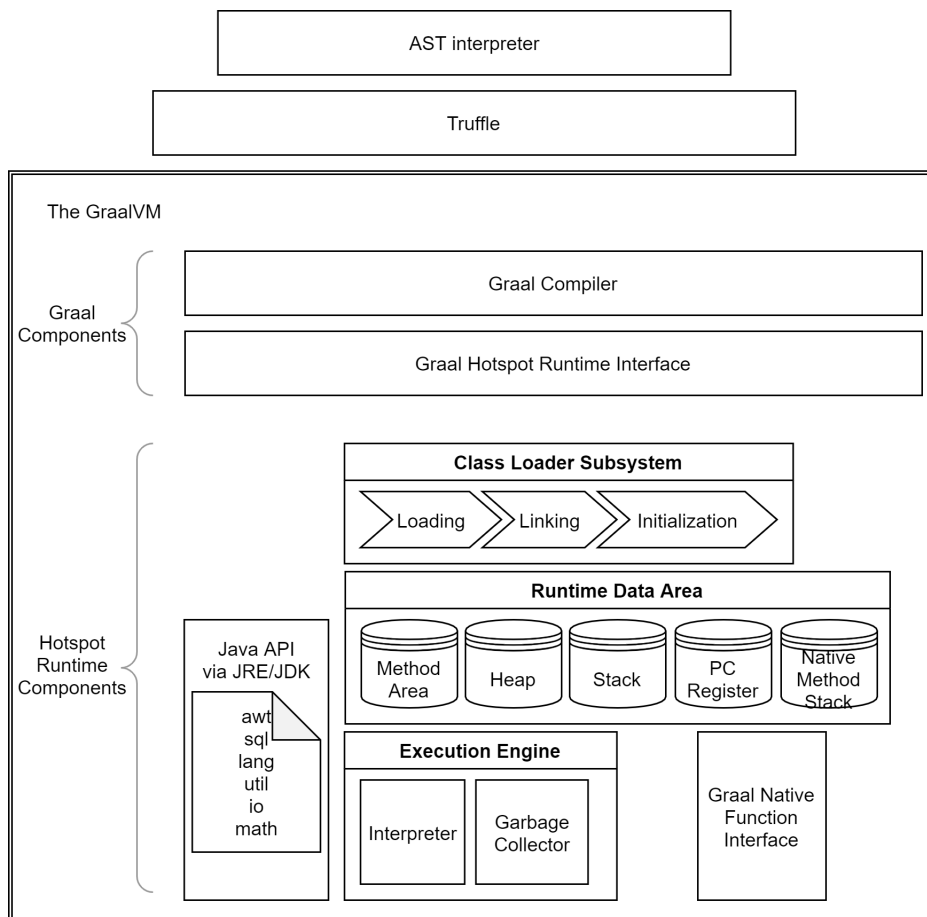 AST interpreter
Truffle
The GraalVM
Graal
Components
Graal Compiler
Graal Hotspot Runtime Interface
Hotspot
Runtime
Components
Class Loader Subsystem
Loading
Linking
Initialization
Runtime Data Area
Method
Area
Heap
Stack
PC
Register
Native
Method
Stack
Java API
via JRE/JDK
awt
sql
lang
util
io
math
Execution Engine
Interpreter
Garbage
Collector
Graal Native
Function
Interface